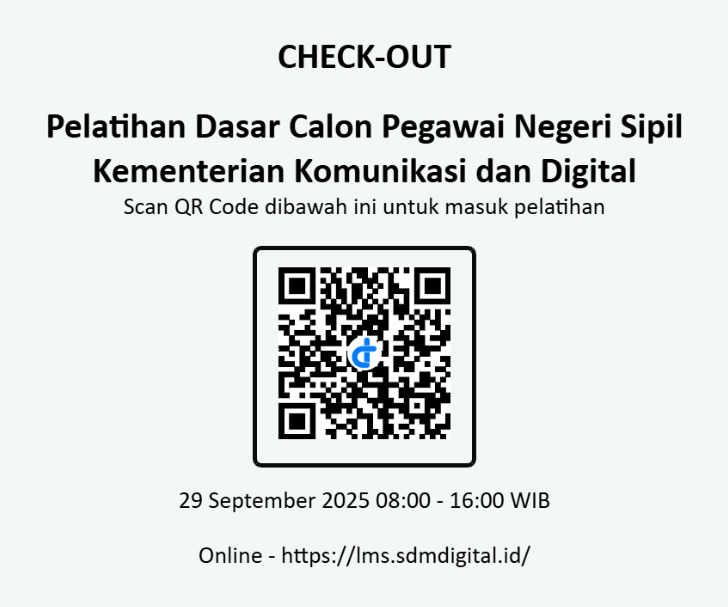 CHECK-OUT
Pelatihan Dasar Calon Pegawai Negeri Sipil
Kementerian Komunikasi dan Digital
Scan QR Code dibawah ini untuk masuk pelatihan
29 September 2025 08:00 - 16:00 WIB
Online - https://lms.sdmdigital.id/